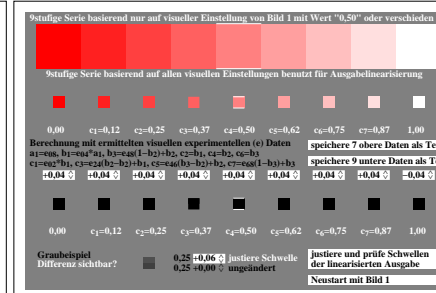 9stufige Serie basierend nur auf visueller Einstellung von Bild 1 mit Wert "0,50" oder verschieden
9stufige Serie basierend auf allen visuellen Einstellungen benutzt für Ausgabelinearisierung
0,00 c₁=0,12 c₂=0,25 c₃=0,37 c₄=0,50 c₅=0,62 c₆=0,75 c₇=0,87 1,00
Berechnung mit ermittelten visuellen experimentellen (e) Daten
speichere 7 obere Daten als Te
a₁=e₀₈, b₁=e₀₄*a₁, b₃=e₄₈(1−b₂)+b₂, c₂=b₁, c₄=b₂, c₆=b₃
c₁=e₀₂*b₁, c₃=e₂₄(b₂−b₂)+b₁, c₅=e₄₆(b₃−b₂)+b₂, c₇=e₆₈(1−b₃)+b₃
speichere 9 untere Daten als Te
+0,04 +0,04 +0,04 +0,04 +0,04 +0,04 +0,04 +0,04 −0,04
0,00 c₁=0,12 c₂=0,25 c₃=0,37 c₄=0,50 c₅=0,62 c₆=0,75 c₇=0,87 1,00
Graubeispiel
Differenz sichtbar?
0,25 +0,06 justiere Schwelle
0,25 +0,00 ungeändert
justiere und prüfe Schwellen
der linearisierten Ausgabe
Neustart mit Bild 1